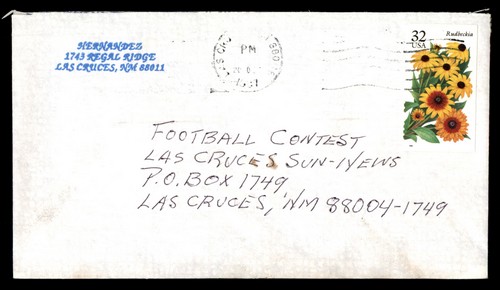 HERNANDEZ
1743 REGAL RIDGE
LAS CRUCES, NM 88011
PM
32
USA
Rudbeckia
FOOTBALL CONTEST
LAS CRUCES SUN-NEWS
P.O. BOX 1749
LAS CRUCES, NM 88004-1749